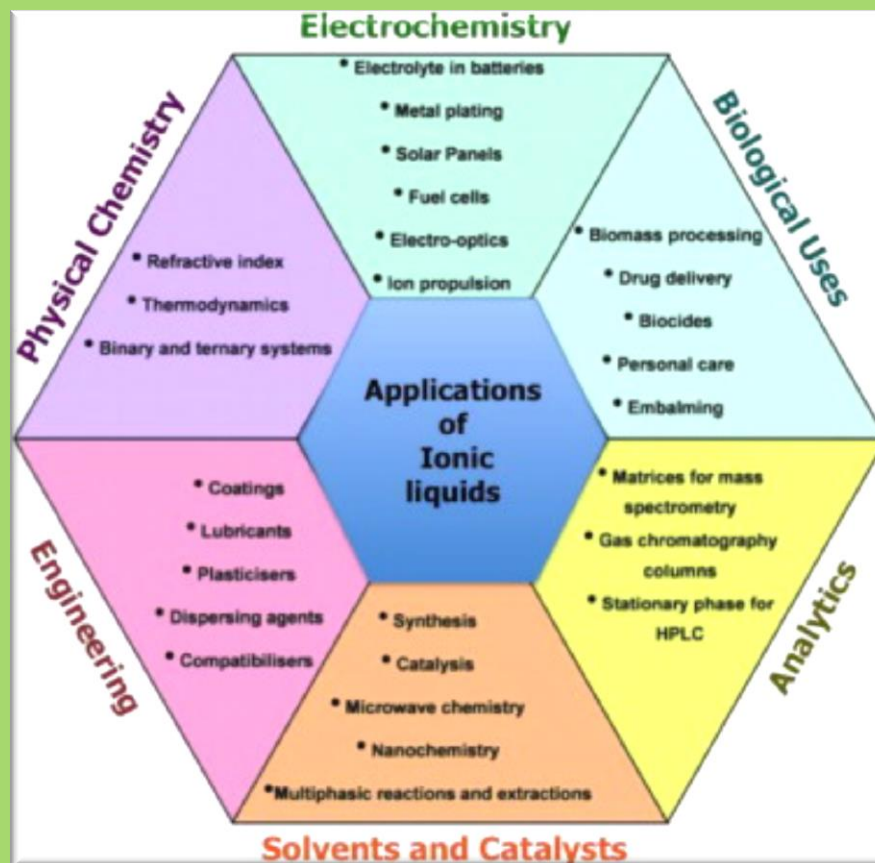 Electrochemistry
• Electrolyte in batteries
• Metal plating
• Solar Panels
• Fuel cells
• Electro-optics
• Ion propulsion
Biological Uses
• Biomass processing
• Drug delivery
• Biocides
• Personal care
• Embalming
Analytics
• Matrices for mass
spectrometry
• Gas chromatography
columns
• Stationary phase for
HPLC
Solvents and Catalysts
• Synthesis
• Catalysis
• Microwave chemistry
• Nanochemistry
•Multiphasic reactions and extractions
Engineering
• Coatings
• Lubricants
• Plasticisers
• Dispersing agents
• Compatibilisers
Physical Chemistry
• Refractive index
• Thermodynamics
• Binary and ternary systems
Applications
of
Ionic
liquids